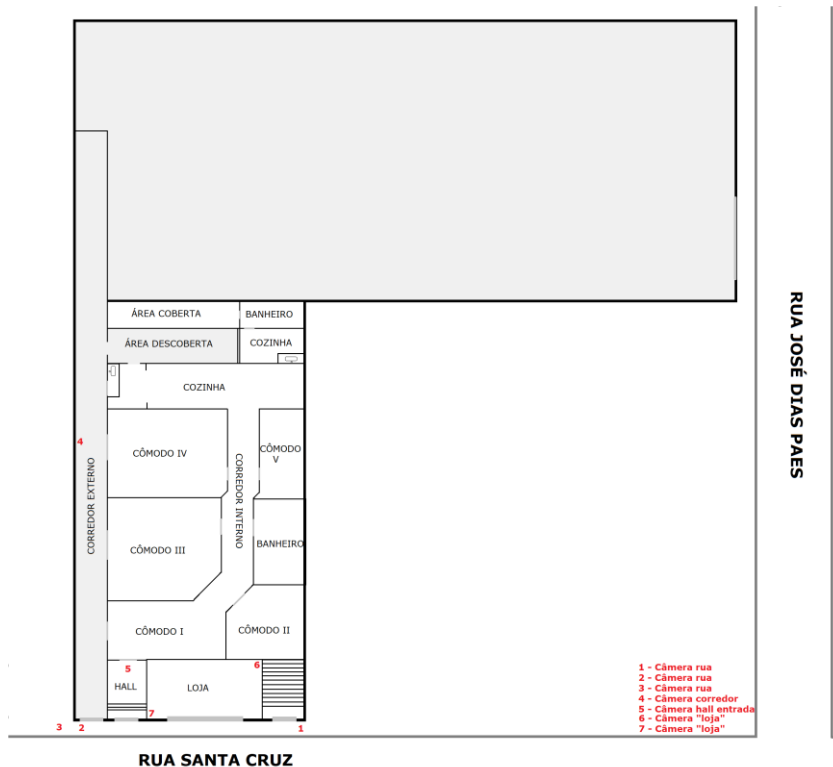 ÁREA COBERTA
BANHEIRO
ÁREA DESCOBERTA
COZINHA
COZINHA
RUA JOSÉ DIAS PAES
4
CÔMODO IV
CÔMODO
V
CORREDOR EXTERNO
CORREDOR INTERNO
CÔMODO III
BANHEIRO
CÔMODO I
CÔMODO II
5
6
HALL
LOJA
7
3
2
1
1 - Câmera rua
2 - Câmera rua
3 - Câmera rua
4 - Câmera corredor
5 - Câmera hall entrada
6 - Câmera "loja"
7 - Câmera "loja"
RUA SANTA CRUZ